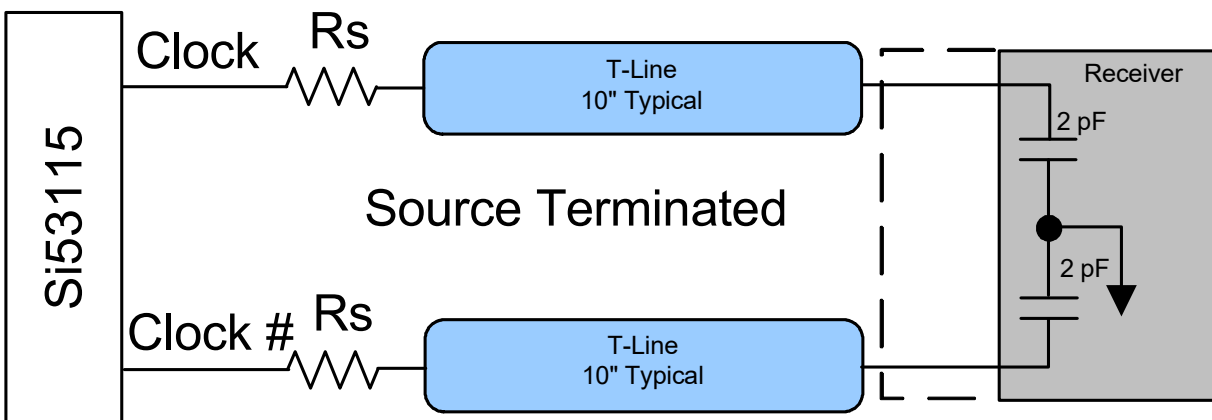 Si53115
Clock
Rs
T-Line
10" Typical
Receiver
2 pF
Source Terminated
2 pF
Clock #
Rs
T-Line
10" Typical